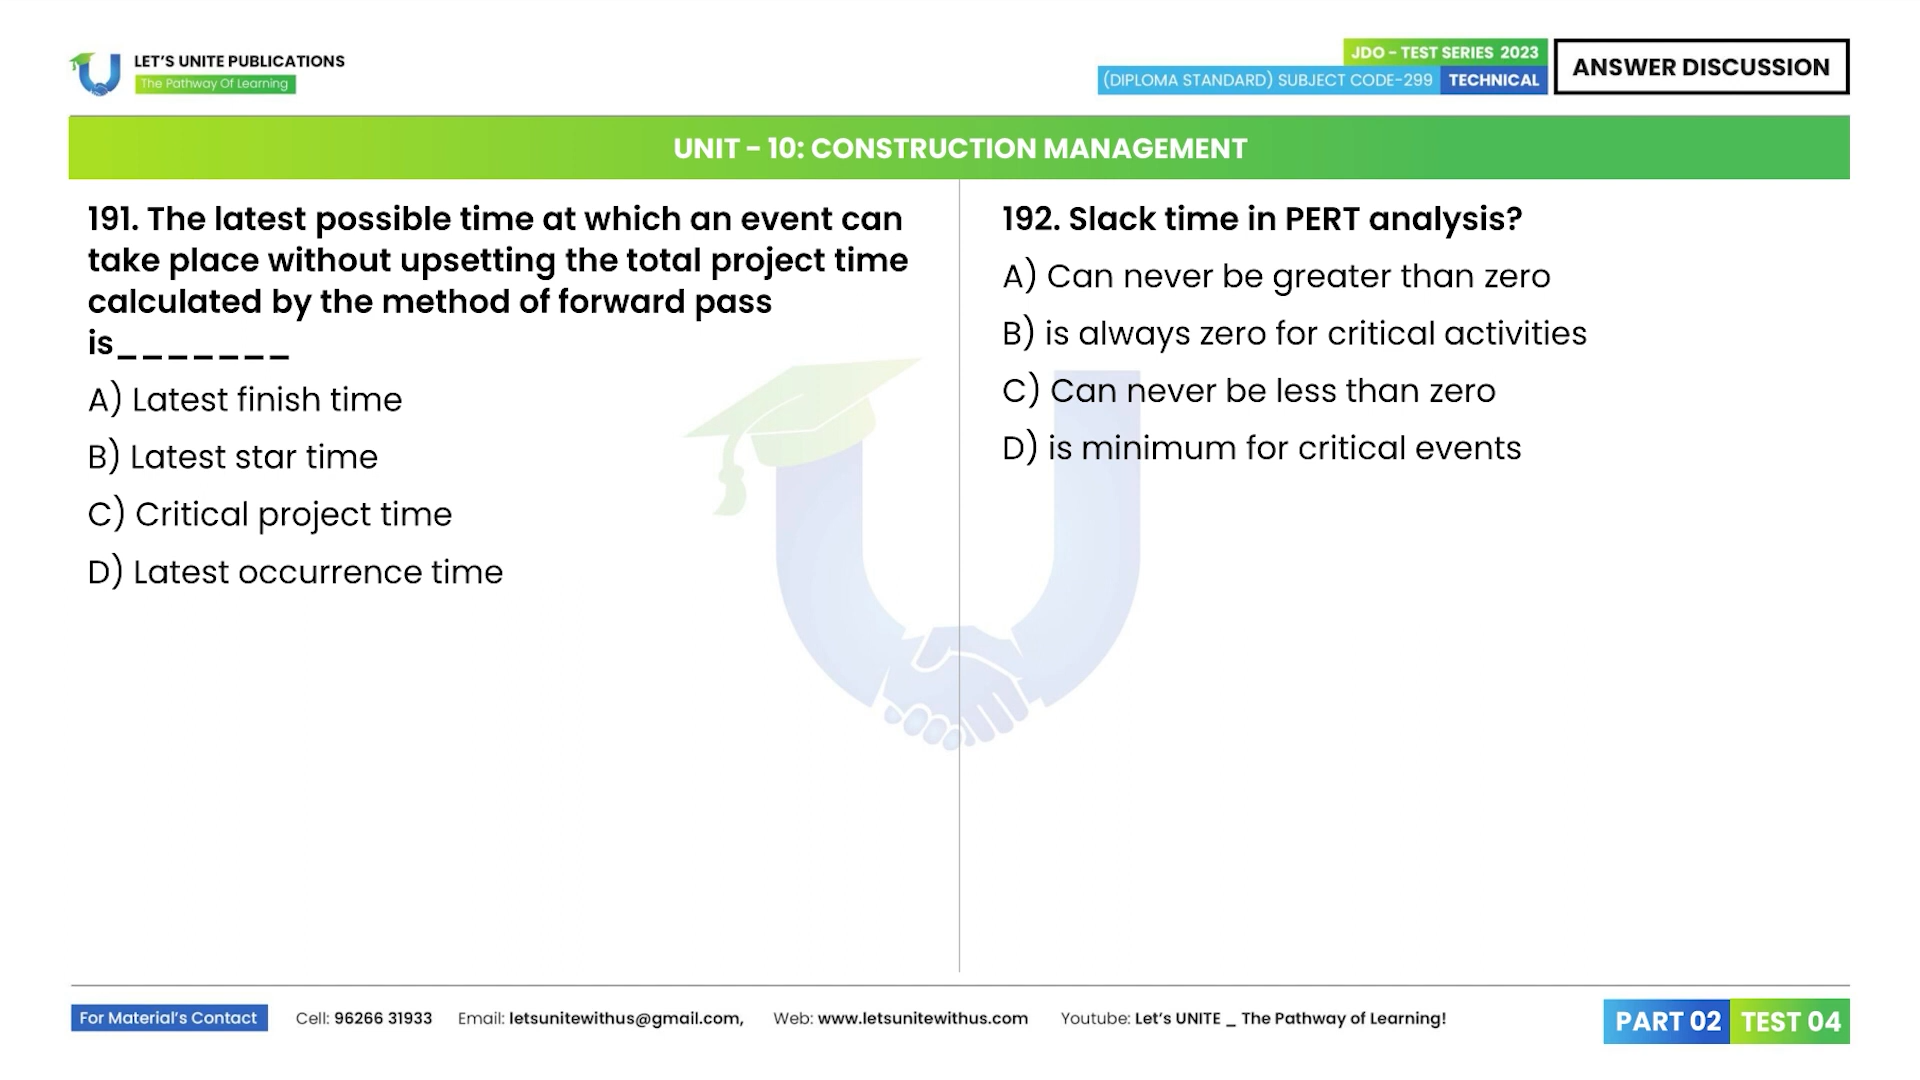 LET'S UNITE PUBLICATIONS
The Pathway Of Learning
JDO - TEST SERIES 2023
(DIPLOMA STANDARD) SUBJECT CODE-299 TECHNICAL
ANSWER DISCUSSION
UNIT - 10: CONSTRUCTION MANAGEMENT
191. The latest possible time at which an event can
take place without upsetting the total project time
calculated by the method of forward pass
is_______
A) Latest finish time
B) Latest star time
C) Critical project time
D) Latest occurrence time
192. Slack time in PERT analysis?
A) Can never be greater than zero
B) is always zero for critical activities
C) Can never be less than zero
D) is minimum for critical events
For Material's Contact Cell: 96266 31933 Email: letsunitewithus@gmail.com, Web: www.letsunitewithus.com Youtube: Let's UNITE _ The Pathway of Learning!
PART 02 TEST 04